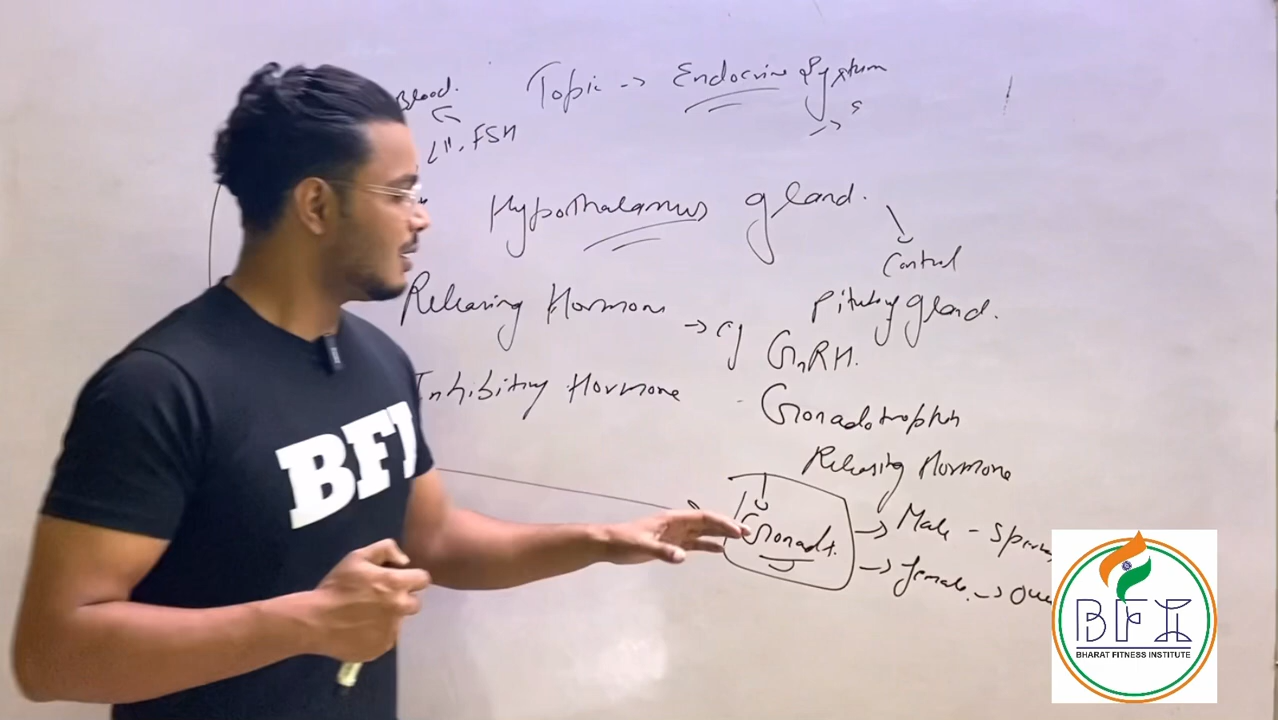 Topic → Endocrine System
Blood.
LH, FSH
Hypothalamus gland.
Control
Pituitary gland.
Releasing Hormone → eg
GnRH.
Inhibiting Hormone - Gonadotrophin
Releasing Hormone
Gonads. → Male - Sperm
→ female. →
BFI
BFI
BHARAT FITNESS INSTITUTE